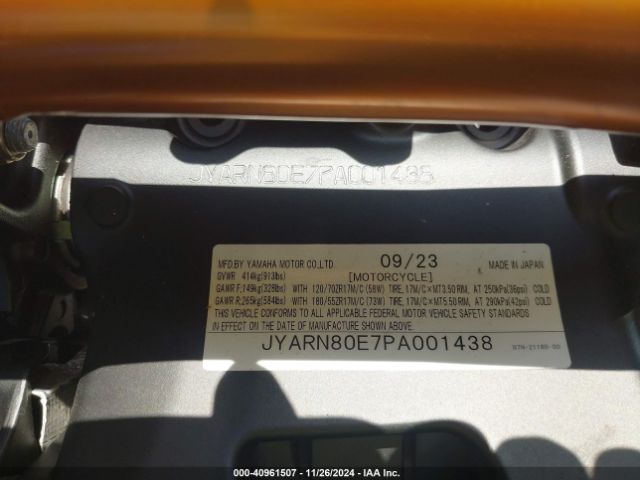 JYARN80E7PA001438
MFD.BY YAMAHA MOTOR CO.,LTD. 09/23 MADE IN JAPAN
GVWR 414kg(913lbs) [MOTORCYCLE]
GAWR F,149kg(328lbs) WITH 120/70ZR17M/C (58W) TIRE, 17M/C×MT3.50 RIM, AT 250kPa(36psi) COLD
GAWR R,265kg(584lbs) WITH 180/55ZR17M/C (73W) TIRE, 17M/C×MT5.50 RIM, AT 290kPa(42psi) COLD
THIS VEHICLE CONFORMS TO ALL APPLICABLE FEDERAL MOTOR VEHICLE SAFETY
STANDARDS IN EFFECT ON THE DATE OF MANUFACTURE SHOWN ABOVE.
JYARN80E7PA001438
000-40961507 - 11/26/2024 - IAA Inc.